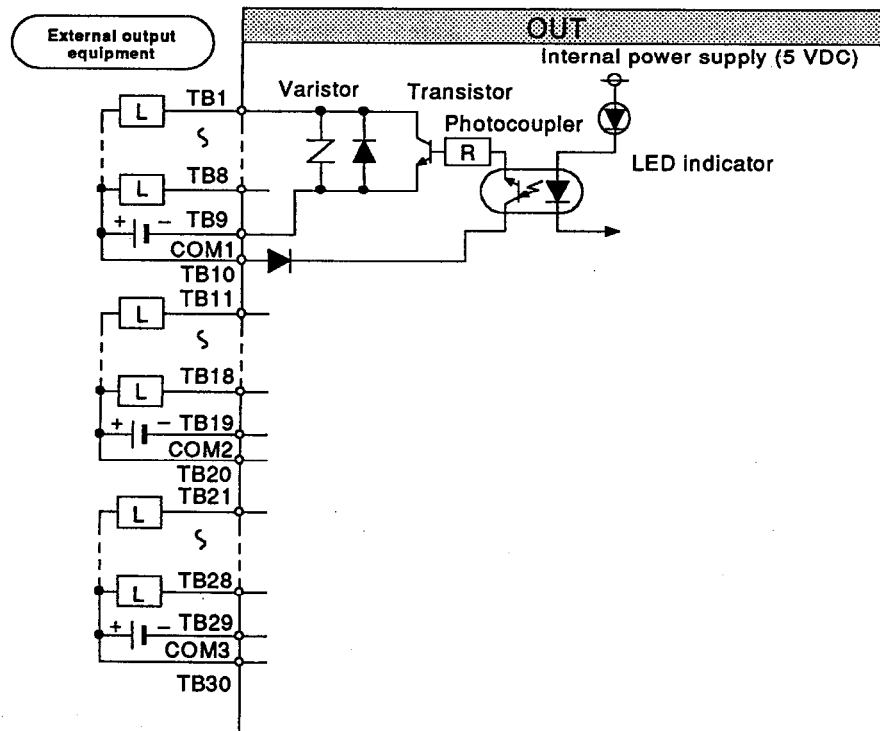 External output
equipment
OUT
Internal power supply (5 VDC)
Varistor
Transistor
Photocoupler
LED indicator
R
L
TB1
L
TB8
+
−
TB9
COM1
TB10
L
TB11
L
TB18
+
−
TB19
COM2
TB20
L
TB21
L
TB28
+
−
TB29
COM3
TB30